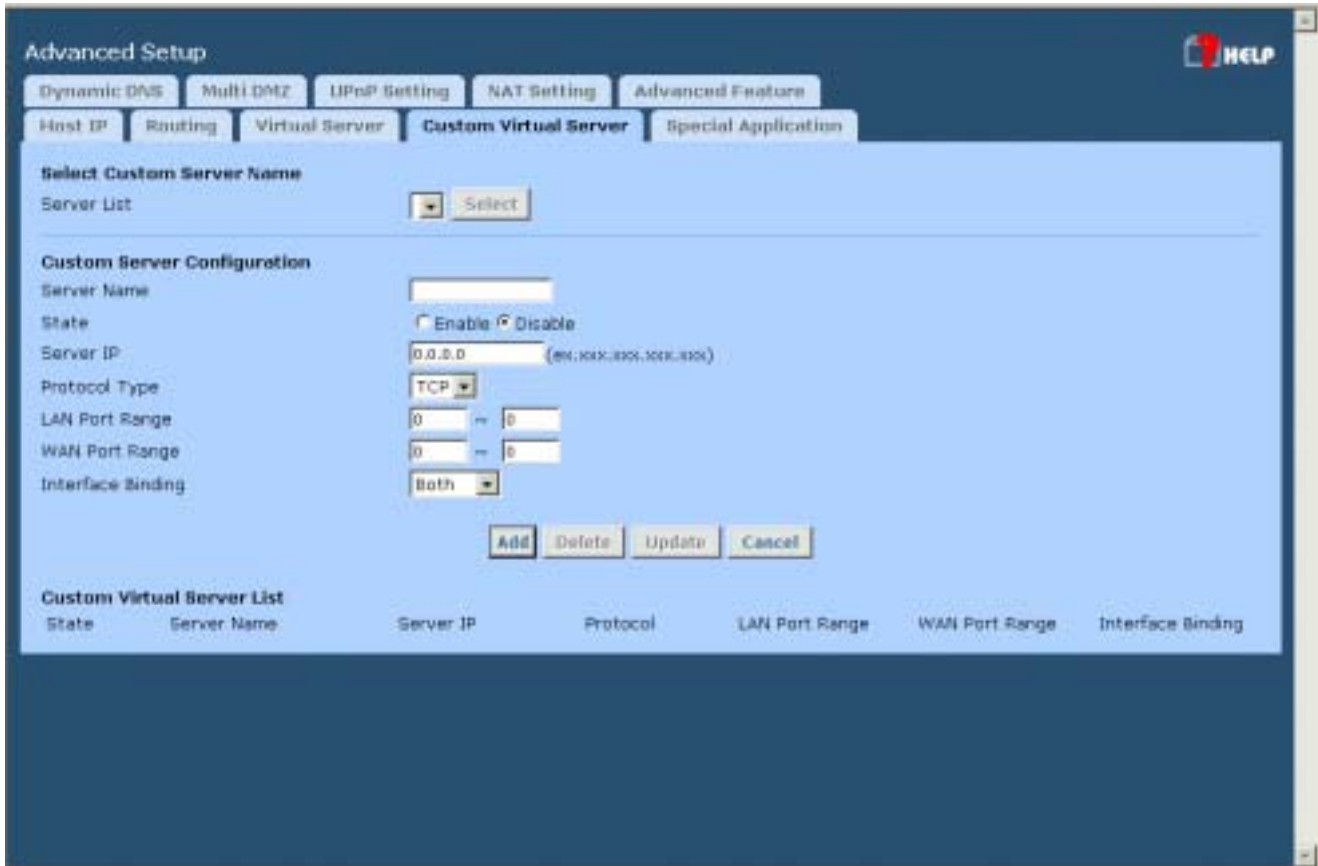 Advanced Setup
HELP
Dynamic DNS Multi DMZ UPnP Setting NAT Setting Advanced Feature
Host IP Routing Virtual Server Custom Virtual Server Special Application
Select Custom Server Name
Server List Select
Custom Server Configuration
Server Name
State Enable Disable
Server IP 0.0.0.0 (ex.xxx.xxx.xxx.xxx)
Protocol Type TCP
LAN Port Range 0 ~ 0
WAN Port Range 0 ~ 0
Interface Binding Both
Add Delete Update Cancel
Custom Virtual Server List
State Server Name Server IP Protocol LAN Port Range WAN Port Range Interface Binding